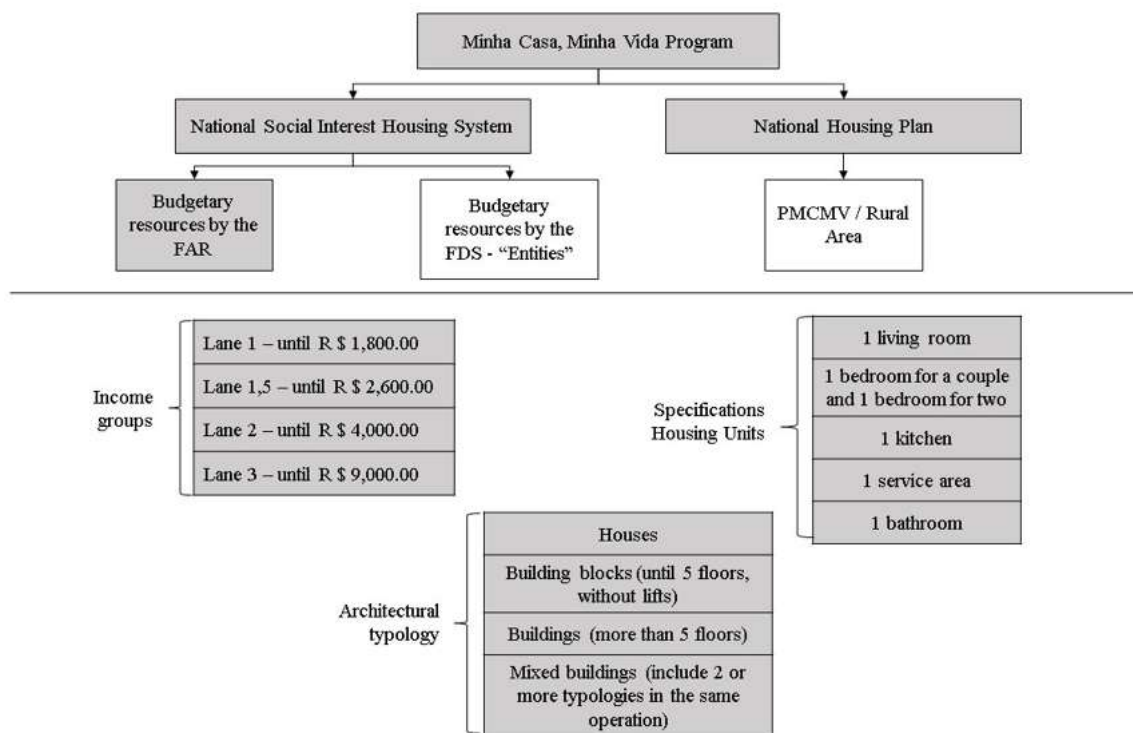 Minha Casa, Minha Vida Program
National Social Interest Housing System
National Housing Plan
Budgetary
resources by the
FAR
Budgetary
resources by the
FDS - “Entities”
PMCMV / Rural
Area
Income
groups
Lane 1 – until R $ 1,800.00
Lane 1,5 – until R $ 2,600.00
Lane 2 – until R $ 4,000.00
Lane 3 – until R $ 9,000.00
Specifications
Housing Units
1 living room
1 bedroom for a couple
and 1 bedroom for two
1 kitchen
1 service area
1 bathroom
Architectural
typology
Houses
Building blocks (until 5 floors,
without lifts)
Buildings (more than 5 floors)
Mixed buildings (include 2 or
more typologies in the same
operation)